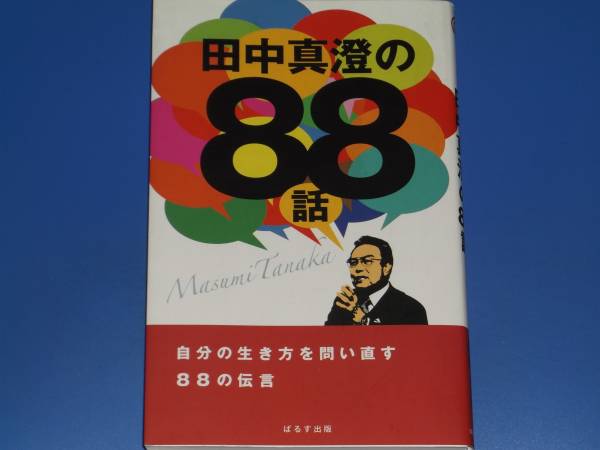 田中真澄の
88
話
Masumi Tanaka
自分の生き方を問い直す
88の伝言
ぱるす出版